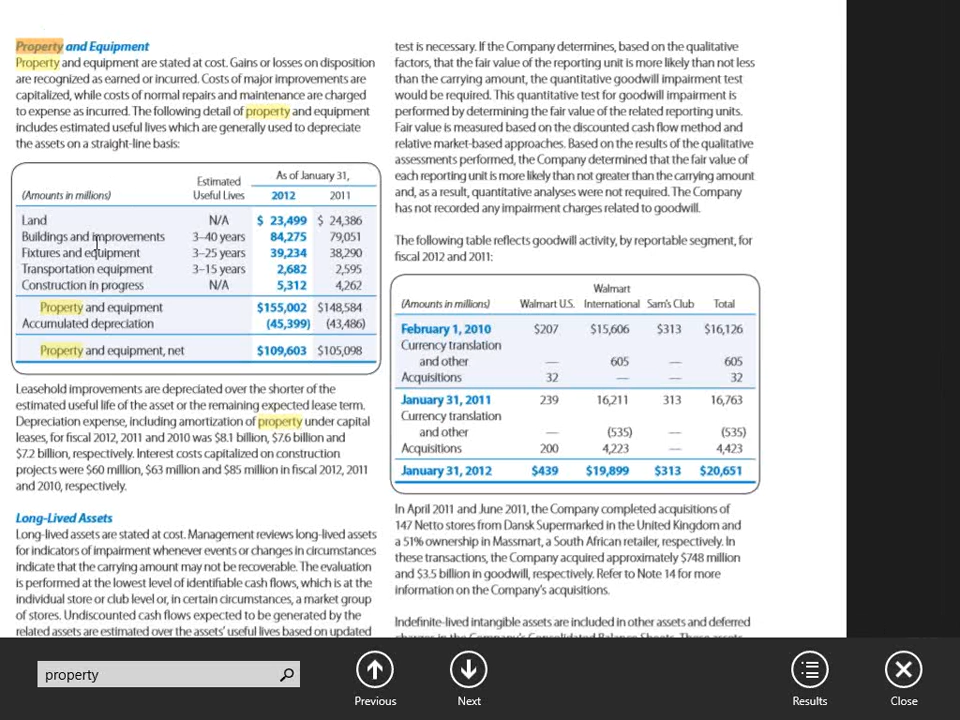 Property and Equipment
Property and equipment are stated at cost. Gains or losses on disposition
are recognized as earned or incurred. Costs of major improvements are
capitalized, while costs of normal repairs and maintenance are charged
to expense as incurred. The following detail of property and equipment
includes estimated useful lives which are generally used to depreciate
the assets on a straight-line basis:
As of January 31,
Estimated
(Amounts in millions) Useful Lives 2012 2011
Land N/A $ 23,499 $ 24,386
Buildings and improvements 3–40 years 84,275 79,051
Fixtures and equipment 3–25 years 39,234 38,290
Transportation equipment 3–15 years 2,682 2,595
Construction in progress N/A 5,312 4,262
Property and equipment $155,002 $148,584
Accumulated depreciation (45,399) (43,486)
Property and equipment, net $109,603 $105,098
Leasehold improvements are depreciated over the shorter of the
estimated useful life of the asset or the remaining expected lease term.
Depreciation expense, including amortization of property under capital
leases, for fiscal 2012, 2011 and 2010 was $8.1 billion, $7.6 billion and
$7.2 billion, respectively. Interest costs capitalized on construction
projects were $60 million, $63 million and $85 million in fiscal 2012, 2011
and 2010, respectively.
Long-Lived Assets
Long-lived assets are stated at cost. Management reviews long-lived assets
for indicators of impairment whenever events or changes in circumstances
indicate that the carrying amount may not be recoverable. The evaluation
is performed at the lowest level of identifiable cash flows, which is at the
individual store or club level or, in certain circumstances, a market group
of stores. Undiscounted cash flows expected to be generated by the
related assets are estimated over the assets' useful lives based on updated
test is necessary. If the Company determines, based on the qualitative
factors, that the fair value of the reporting unit is more likely than not less
than the carrying amount, the quantitative goodwill impairment test
would be required. This quantitative test for goodwill impairment is
performed by determining the fair value of the related reporting units.
Fair value is measured based on the discounted cash flow method and
relative market-based approaches. Based on the results of the qualitative
assessments performed, the Company determined that the fair value of
each reporting unit is more likely than not greater than the carrying amount
and, as a result, quantitative analyses were not required. The Company
has not recorded any impairment charges related to goodwill.
The following table reflects goodwill activity, by reportable segment, for
fiscal 2012 and 2011:
Walmart
(Amounts in millions) Walmart U.S. International Sam's Club Total
February 1, 2010 $207 $15,606 $313 $16,126
Currency translation
and other — 605 — 605
Acquisitions 32 — — 32
January 31, 2011 239 16,211 313 16,763
Currency translation
and other — (535) — (535)
Acquisitions 200 4,223 — 4,423
January 31, 2012 $439 $19,899 $313 $20,651
In April 2011 and June 2011, the Company completed acquisitions of
147 Netto stores from Dansk Supermarked in the United Kingdom and
a 51% ownership in Massmart, a South African retailer, respectively. In
these transactions, the Company acquired approximately $748 million
and $3.5 billion in goodwill, respectively. Refer to Note 14 for more
information on the Company's acquisitions.
Indefinite-lived intangible assets are included in other assets and deferred
charges in the Company's Consolidated Balance Sheets. These assets
property
Previous
Next
Results
Close